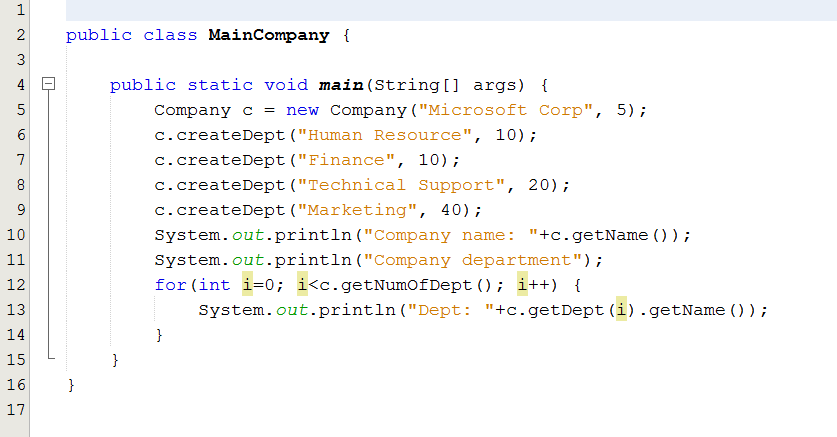 1
2 public class MainCompany {
3
4 public static void main(String[] args) {
5 Company c = new Company("Microsoft Corp", 5);
6 c.createDept("Human Resource", 10);
7 c.createDept("Finance", 10);
8 c.createDept("Technical Support", 20);
9 c.createDept("Marketing", 40);
10 System.out.println("Company name: "+c.getName());
11 System.out.println("Company department");
12 for(int i=0; i<c.getNumOfDept(); i++) {
13 System.out.println("Dept: "+c.getDept(i).getName());
14 }
15 }
16 }
17